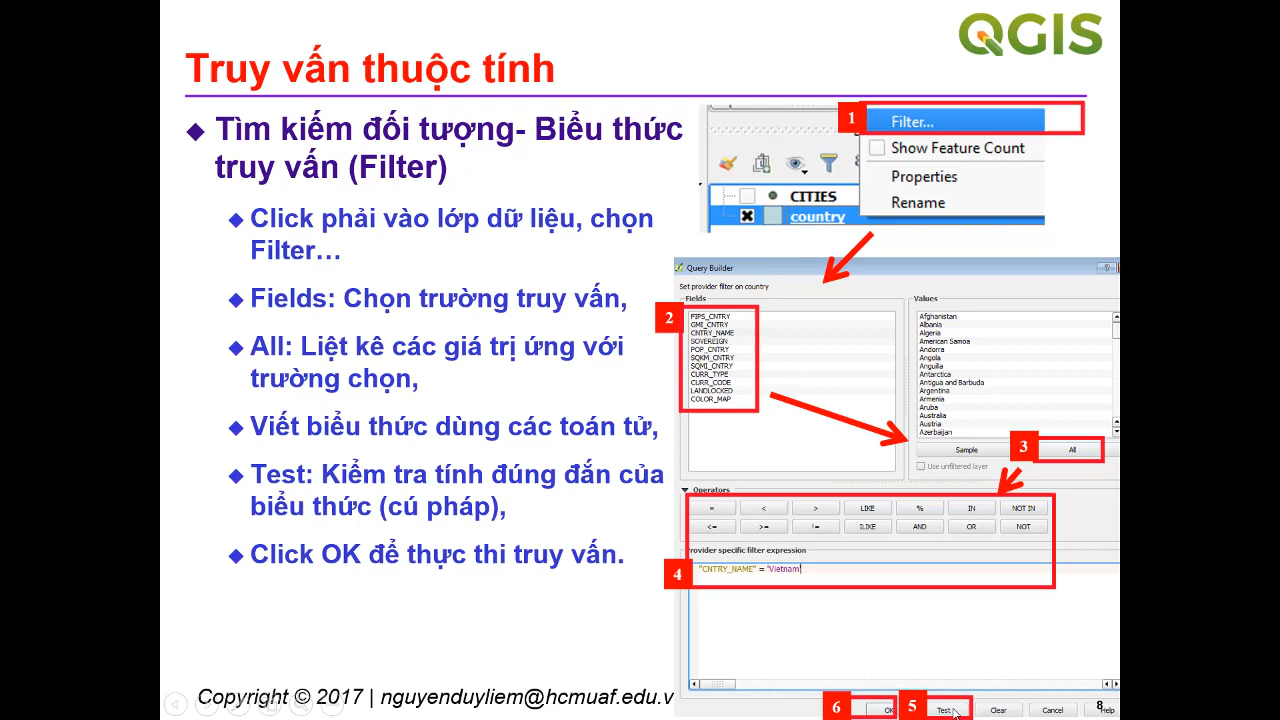 QGIS
Truy vấn thuộc tính
Tìm kiếm đối tượng- Biểu thức
truy vấn (Filter)
Click phải vào lớp dữ liệu, chọn
Filter…
Fields: Chọn trường truy vấn,
All: Liệt kê các giá trị ứng với
trường chọn,
Viết biểu thức dùng các toán tử,
Test: Kiểm tra tính đúng đắn của
biểu thức (cú pháp),
Click OK để thực thi truy vấn.
1
Filter...
Show Feature Count
Properties
Rename
CITIES
country
Query Builder
Set provider filter on country
Fields
Values
2
FIPS_CNTRY
GMI_CNTRY
CNTRY_NAME
SOVEREIGN
POP_CNTRY
SQKM_CNTRY
SQMI_CNTRY
CURR_TYPE
CURR_CODE
LANDLOCKED
COLOR_MAP
Afghanistan
Albania
Algeria
American Samoa
Andorra
Angola
Anguilla
Antarctica
Antigua and Barbuda
Argentina
Armenia
Aruba
Australia
Austria
Azerbaijan
Sample
3
All
Use unfiltered layer
Operators
= < > LIKE % IN NOT IN
<= >= != ILIKE AND OR NOT
Provider specific filter expression
4
"CNTRY_NAME" = 'Vietnam'
6
OK
5
Test
Clear
Cancel
Help
8
Copyright © 2017 | nguyenduyliem@hcmuaf.edu.v